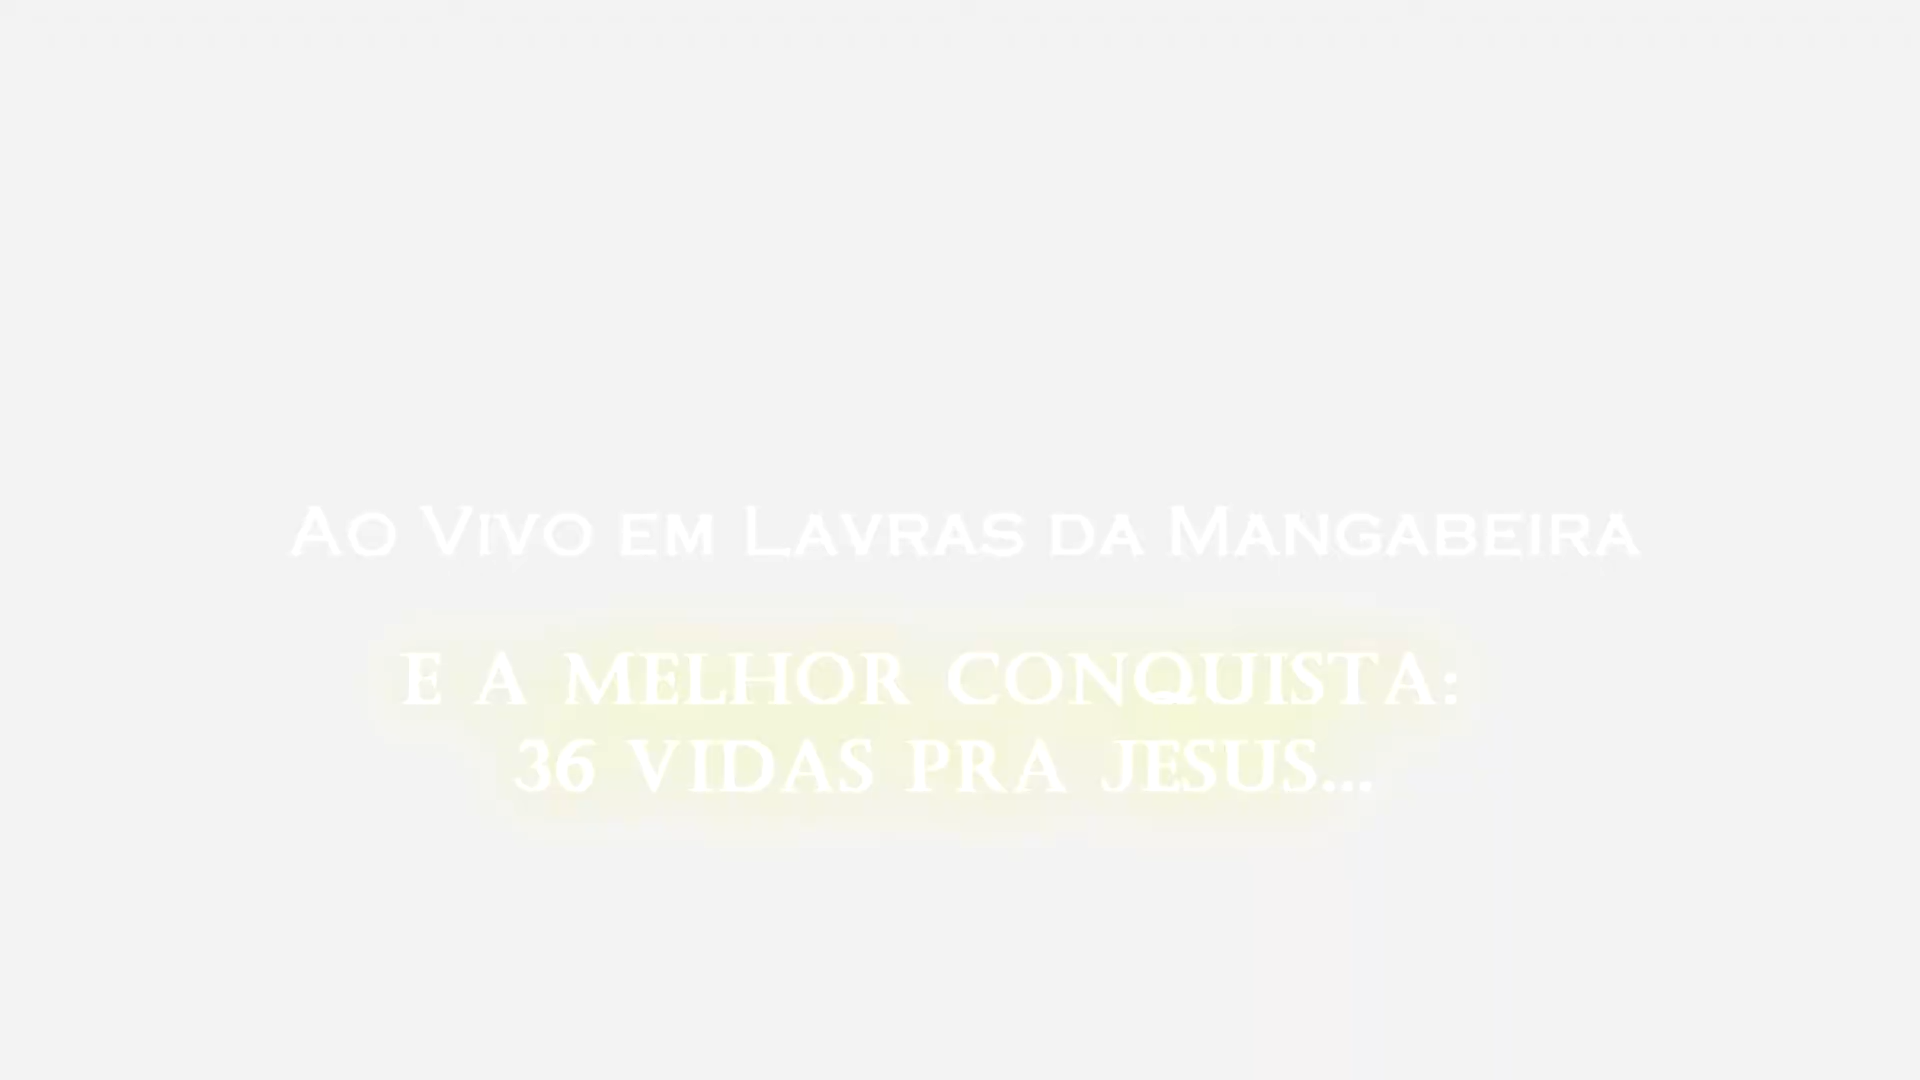 Ao Vivo em Lavras da Mangabeira
E A MELHOR CONQUISTA:
36 VIDAS PRA JESUS...